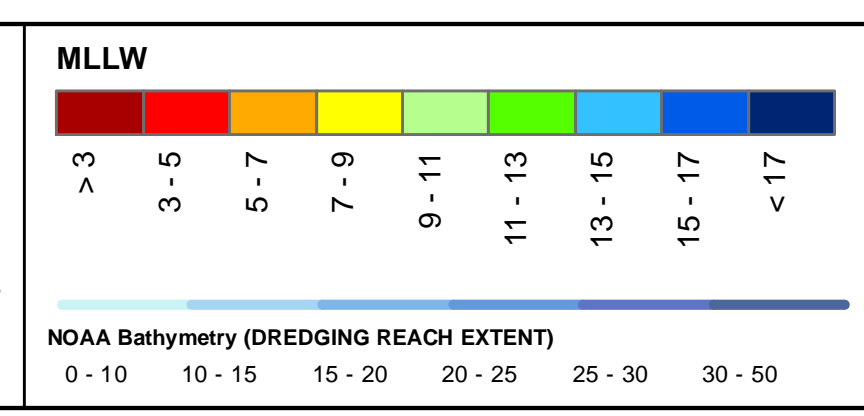 MLLW
> 3
3 - 5
5 - 7
7 - 9
9 - 11
11 - 13
13 - 15
15 - 17
< 17
NOAA Bathymetry (DREDGING REACH EXTENT)
0 - 10 10 - 15 15 - 20 20 - 25 25 - 30 30 - 50